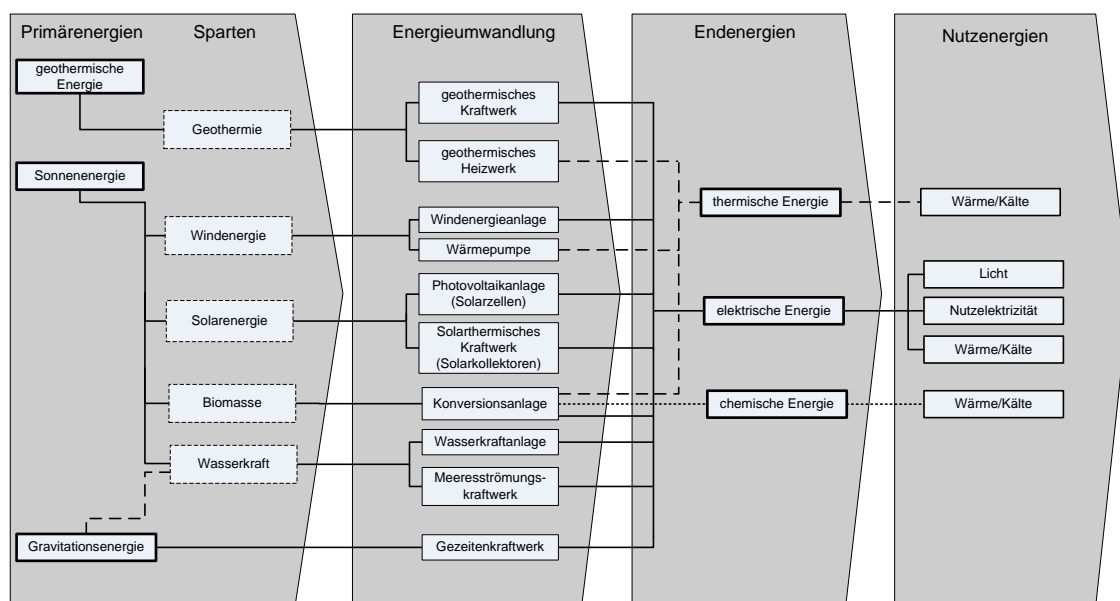 Primärenergien
Sparten
Energieumwandlung
Endenergien
Nutzenergien
geothermische
Energie
Geothermie
Sonnenenergie
Windenergie
Solarenergie
Biomasse
Wasserkraft
Gravitationsenergie
geothermisches
Kraftwerk
geothermisches
Heizwerk
Windenergieanlage
Wärmepumpe
Photovoltaikanlage
(Solarzellen)
Solarthermisches
Kraftwerk
(Solarkollektoren)
Konversionsanlage
Wasserkraftanlage
Meeresströmungs-
kraftwerk
Gezeitenkraftwerk
thermische Energie
elektrische Energie
chemische Energie
Wärme/Kälte
Licht
Nutzelektrizität
Wärme/Kälte
Wärme/Kälte